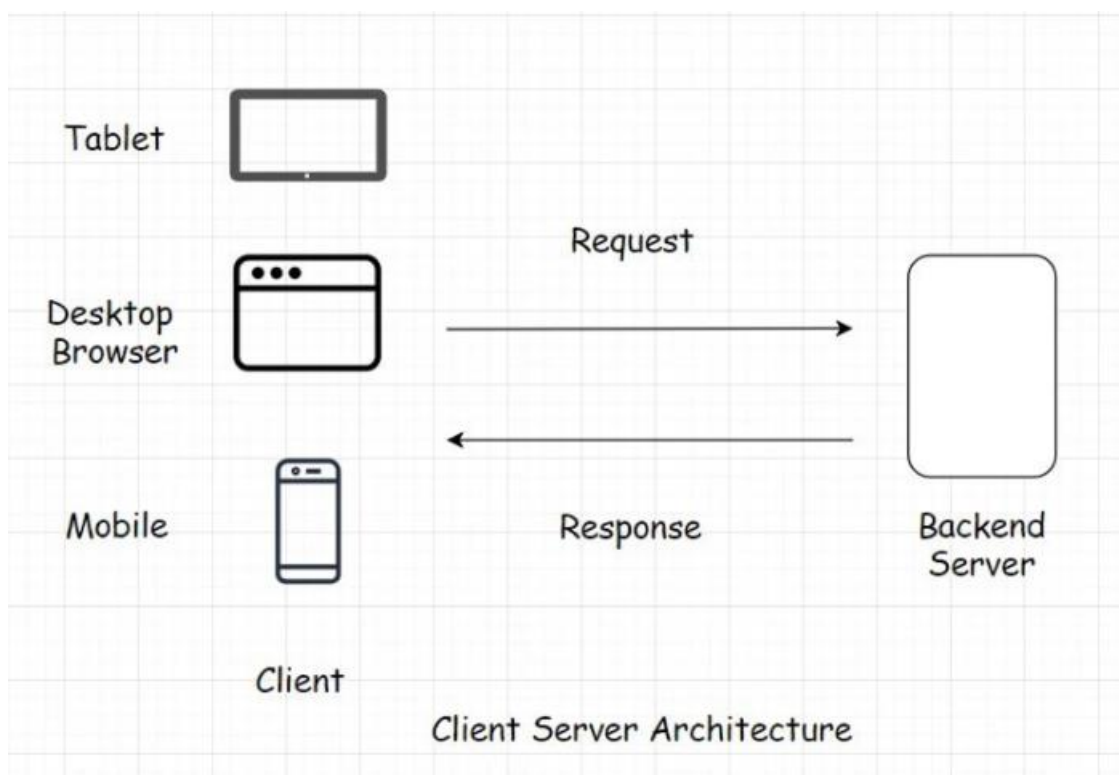 Tablet
Request
Desktop
Browser
Mobile
Response
Backend
Server
Client
Client Server Architecture